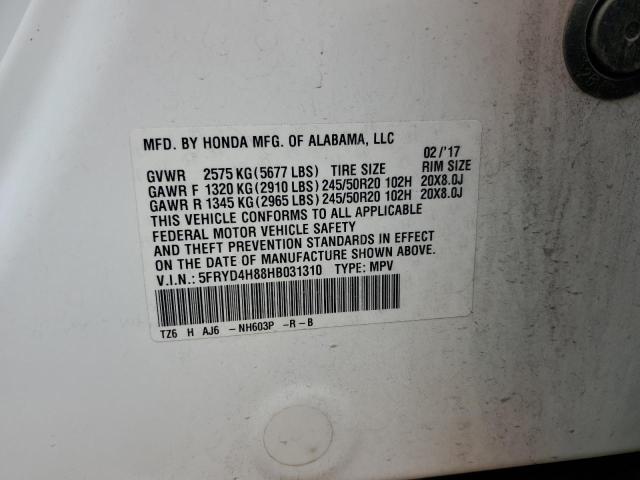 MFD. BY HONDA MFG. OF ALABAMA, LLC 02/'17
GVWR 2575 KG(5677 LBS) TIRE SIZE RIM SIZE
GAWR F 1320 KG(2910 LBS)245/50R20 102H 20X8.0J
GAWR R 1345 KG(2965 LBS)245/50R20 102H 20X8.0J
THIS VEHICLE CONFORMS TO ALL APPLICABLE
FEDERAL MOTOR VEHICLE SAFETY
AND THEFT PREVENTION STANDARDS IN EFFECT
ON THE DATE OF MANUFACTURE SHOWN ABOVE.
V.I.N.: 5FRYD4H88HB031310 TYPE: MPV
TZ6 H AJ6 -NH603P -R-B